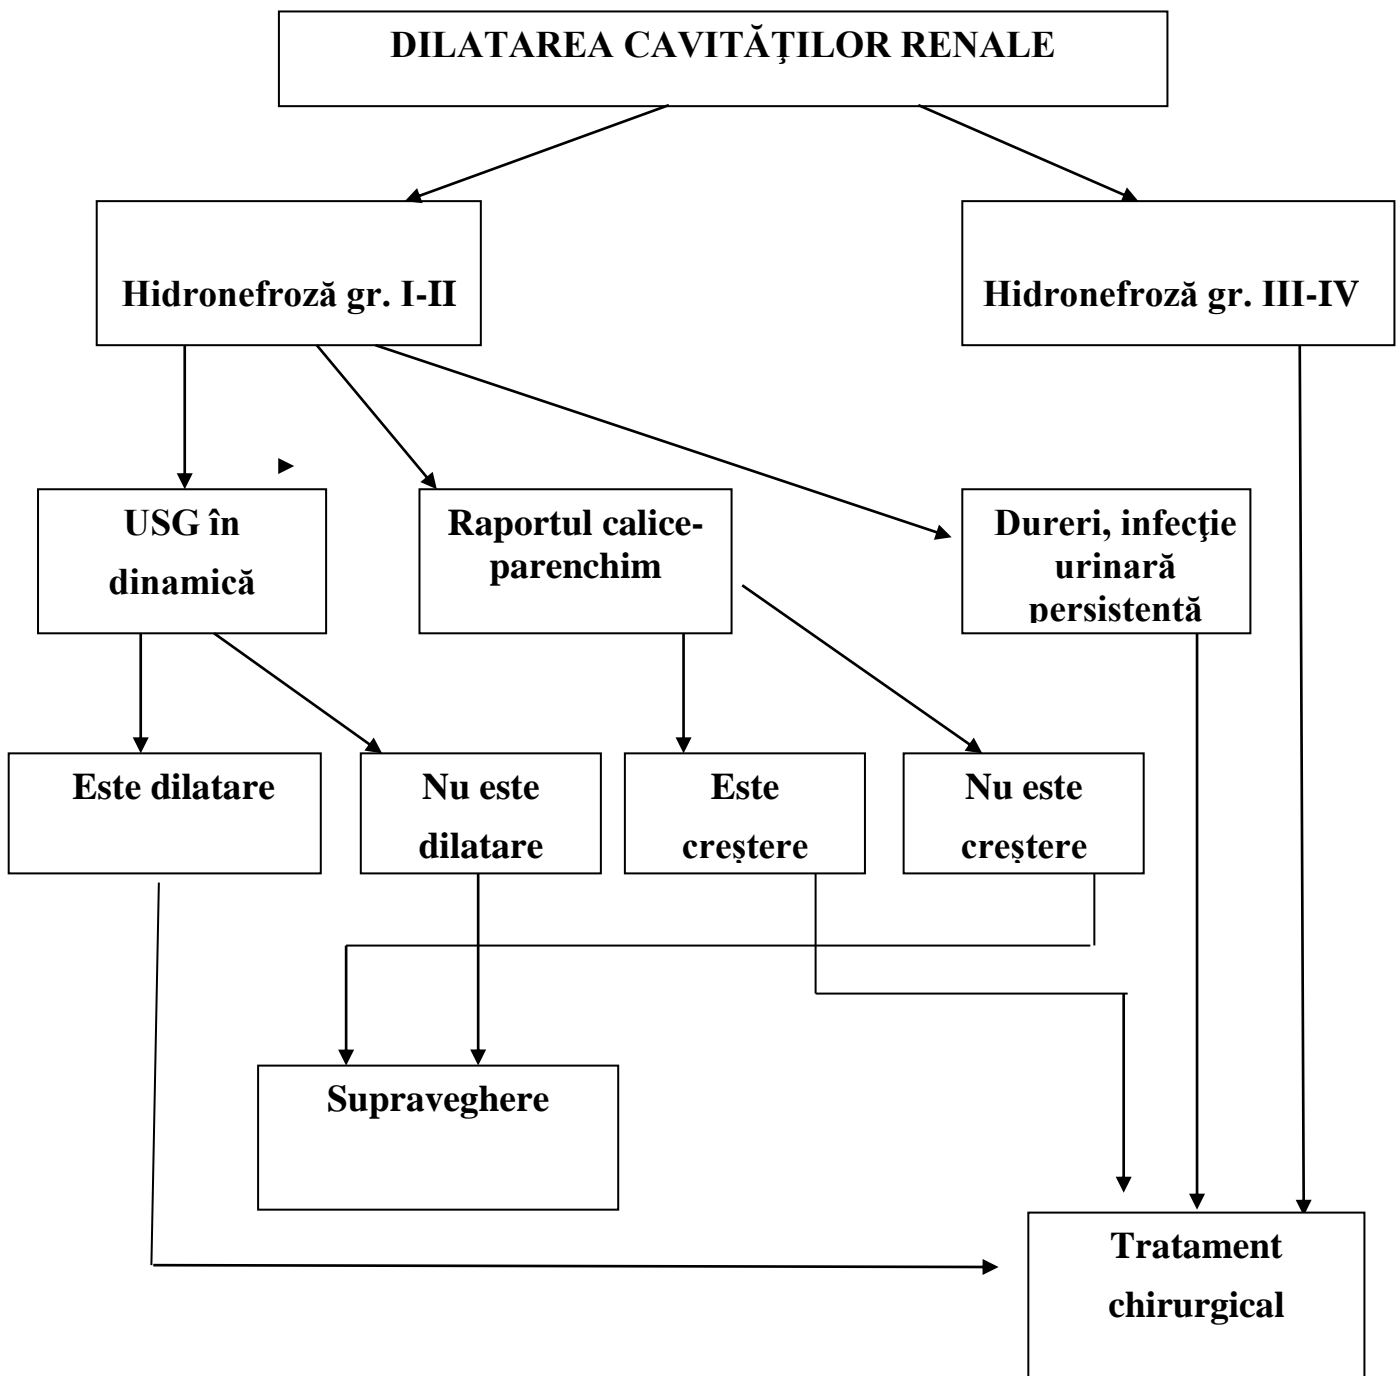 DILATAREA CAVITĂŢILOR RENALE
Hidronefroză gr. I-II
Hidronefroză gr. III-IV
USG în
dinamică
Raportul calice-
parenchim
Dureri, infecţie
urinară
persistentă
Este dilatare
Nu este
dilatare
Este
creștere
Nu este
creștere
Supraveghere
Tratament
chirurgical